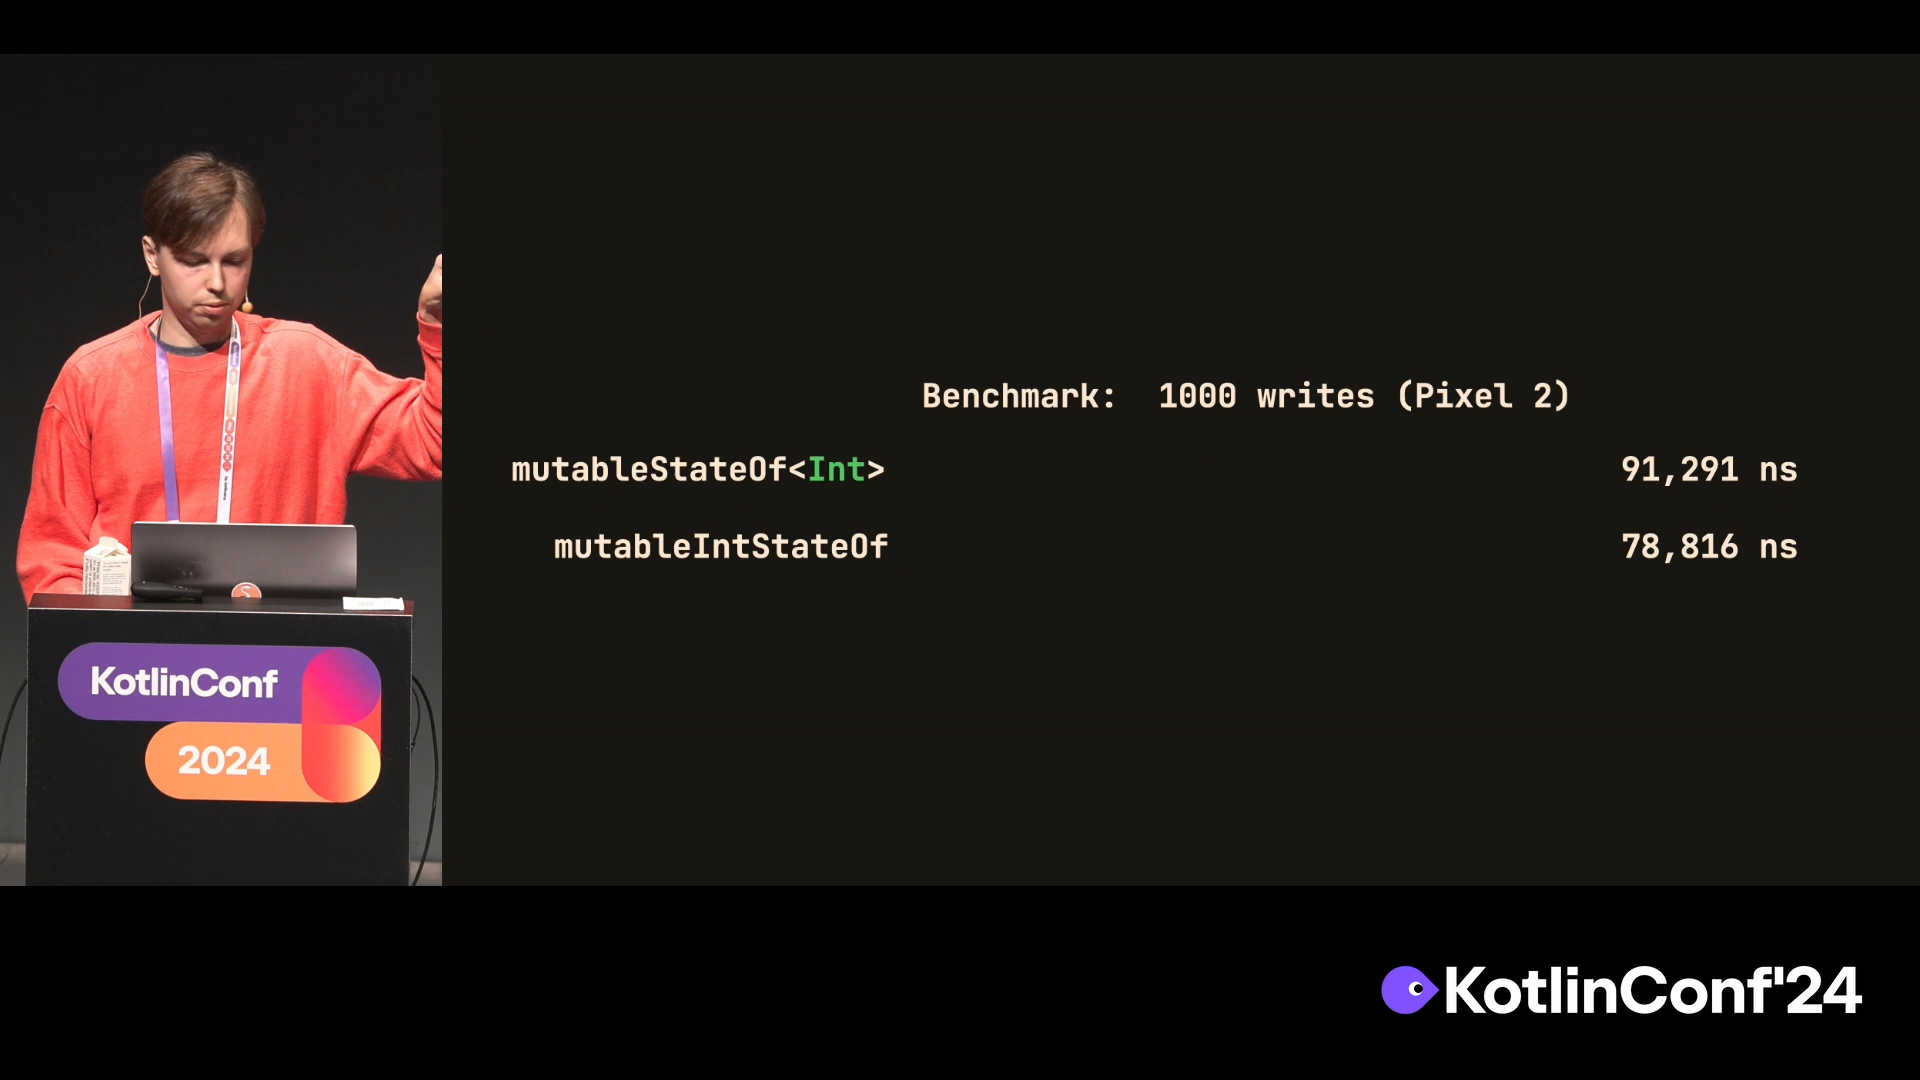 Benchmark:  1000 writes (Pixel 2)
mutableStateOf<Int>
91,291 ns
mutableIntStateOf
78,816 ns
KotlinConf
2024
KotlinConf'24